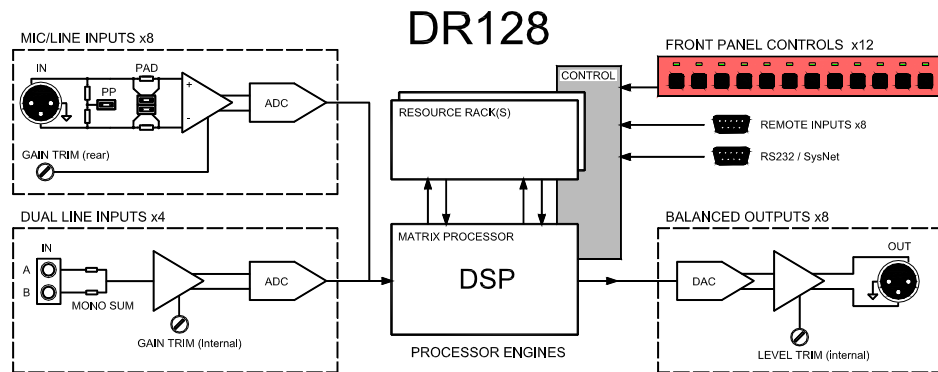 DR128
MIC/LINE INPUTS x8
IN
PAD
PP
+
-
ADC
GAIN TRIM (rear)
DUAL LINE INPUTS x4
IN
A
B
MONO SUM
ADC
GAIN TRIM (Internal)
CONTROL
RESOURCE RACK(S)
MATRIX PROCESSOR
DSP
PROCESSOR ENGINES
FRONT PANEL CONTROLS x12
REMOTE INPUTS x8
RS232 / SysNet
BALANCED OUTPUTS x8
OUT
DAC
LEVEL TRIM (internal)